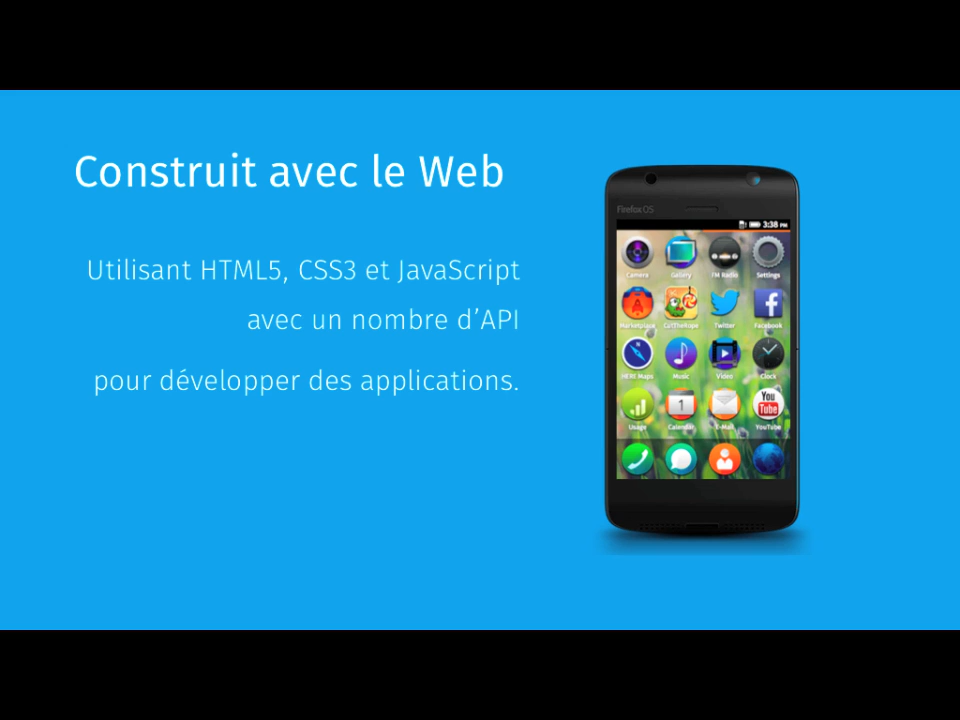 Construit avec le Web
Utilisant HTML5, CSS3 et JavaScript
avec un nombre d'API
pour développer des applications.
Firefox OS
3:38 PM
Camera Gallery FM Radio Settings
Marketplace CutTheRope Twitter Facebook
HERE Maps Music Video Clock
1 You Tube
Usage Calendar E-Mail YouTube